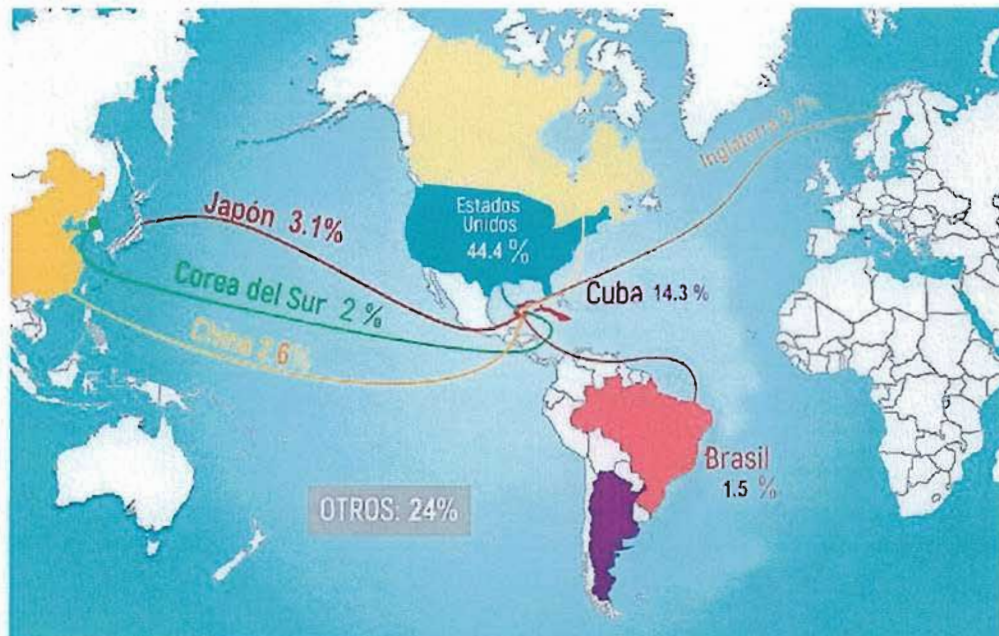 Inglaterra
Japón 3.1%
Estados
Unidos
44.4 %
Corea del Sur 2 %
Cuba 14.3 %
China 2.6%
Brasil
1.5 %
OTROS: 24%